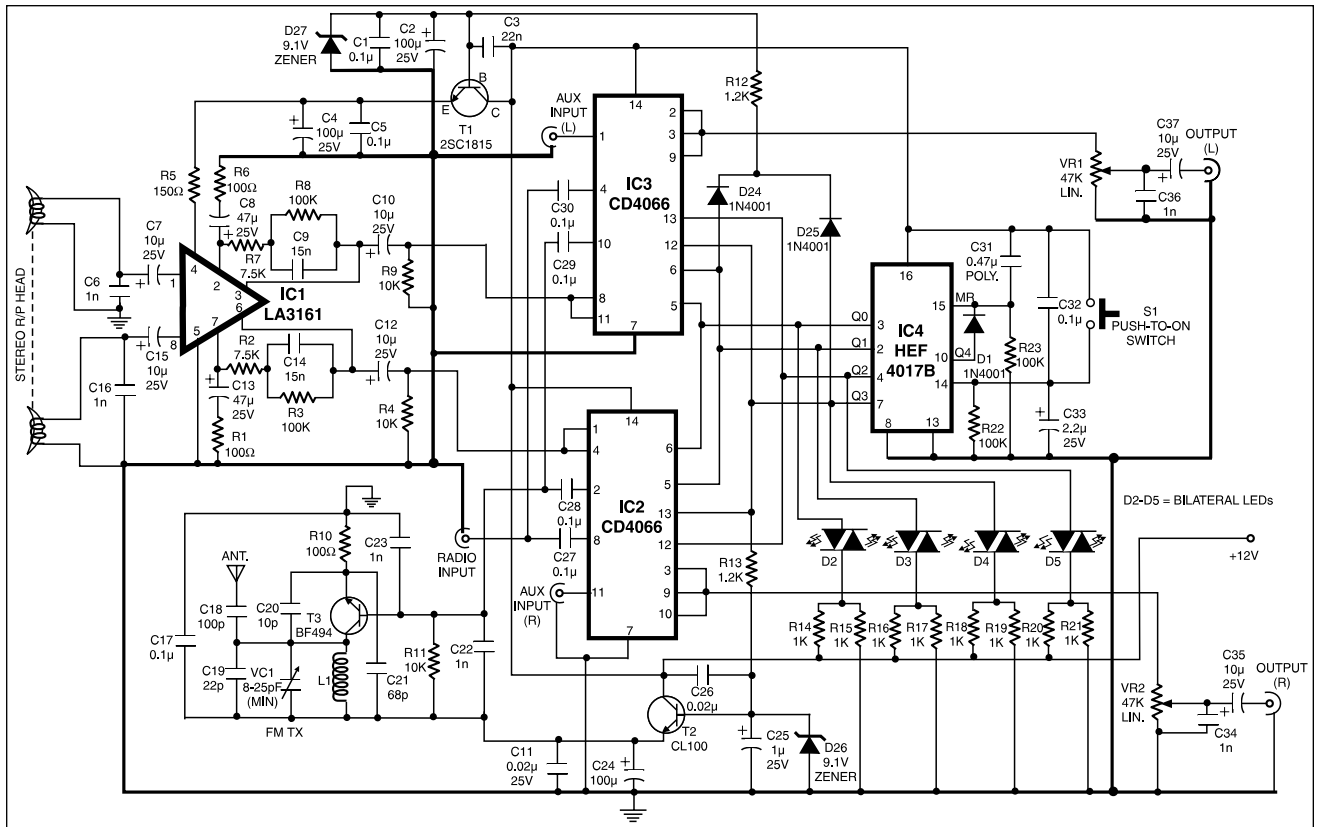 D27
9.1V
ZENER
C1
0.1µ
C2
100µ
25V
+
C3
22n
B
E
C
T1
2SC1815
C4
100µ
25V
+
C5
0.1µ
AUX
INPUT
(L)
R12
1.2K
14
1
4
10
8
11
7
2
3
9
13
12
6
5
IC3
CD4066
C30
0.1µ
C29
0.1µ
D24
1N4001
D25
1N4001
VR1
47K
LIN.
C37
10µ
25V
+
OUTPUT
(L)
C36
1n
STEREO R/P HEAD
R5
150Ω
R6
100Ω
C8
47µ
25V
+
R8
100K
C9
15n
R7
7.5K
C10
10µ
25V
+
R9
10K
C7
10µ
25V
+
C6
1n
4
1
2
3
6
7
5
8
IC1
LA3161
C15
10µ
25V
+
C16
1n
R2
7.5K
C14
15n
C13
47µ
25V
+
R3
100K
R1
100Ω
C12
10µ
25V
+
R4
10K
Q0
Q1
Q2
Q3
3
2
4
7
16
15
10
14
8
13
IC4
HEF
4017B
MR
Q4
C31
0.47µ
POLY.
D1
1N4001
R23
100K
C32
0.1µ
S1
PUSH-TO-ON
SWITCH
R22
100K
C33
2.2µ
25V
+
14
1
4
2
8
11
7
6
5
13
12
3
9
10
IC2
CD4066
C28
0.1µ
C27
0.1µ
RADIO
INPUT
AUX
INPUT
(R)
R13
1.2K
D2-D5 = BILATERAL LEDs
D2
D3
D4
D5
+12V
R14
1K
R15
1K
R16
1K
R17
1K
R18
1K
R19
1K
R20
1K
R21
1K
R10
100Ω
C23
1n
ANT.
C18
100p
C20
10p
T3
BF494
C17
0.1µ
C19
22p
VC1
8-25pF
(MIN)
L1
C21
68p
R11
10K
C22
1n
FM TX
C26
0.02µ
T2
CL100
C11
0.02µ
25V
C24
100µ
+
C25
1µ
25V
+
D26
9.1V
ZENER
VR2
47K
LIN.
C35
10µ
25V
+
OUTPUT
(R)
C34
1n